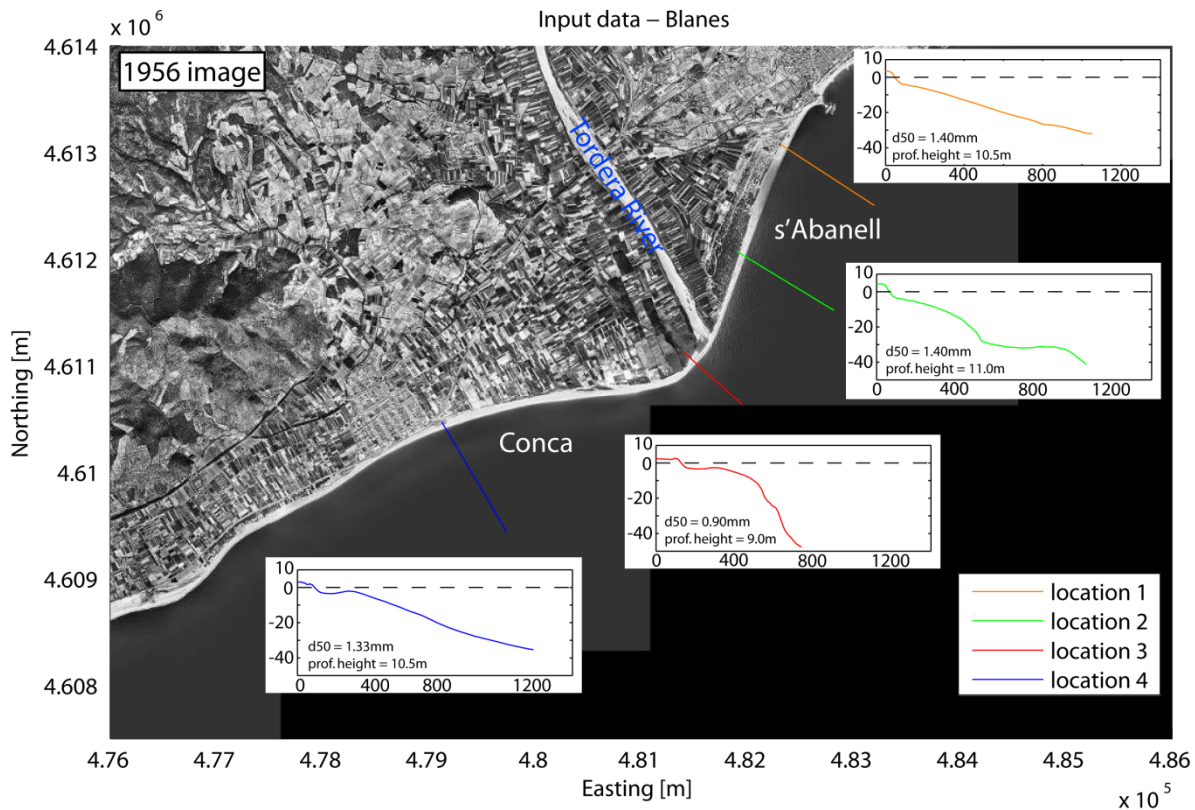 Input data – Blanes
x 10⁶
4.614
4.613
4.612
4.611
4.61
4.609
4.608
Northing [m]
1956 image
Tordera River
s'Abanell
Conca
10
0
-20
-40
d50 = 1.40mm
prof. height = 10.5m
0 400 800 1200
10
0
-20
-40
d50 = 1.40mm
prof. height = 11.0m
0 400 800 1200
10
0
-20
-40
d50 = 0.90mm
prof. height = 9.0m
0 400 800 1200
10
0
-20
-40
d50 = 1.33mm
prof. height = 10.5m
0 400 800 1200
location 1
location 2
location 3
location 4
4.76 4.77 4.78 4.79 4.8 4.81 4.82 4.83 4.84 4.85 4.86
Easting [m]
x 10⁵